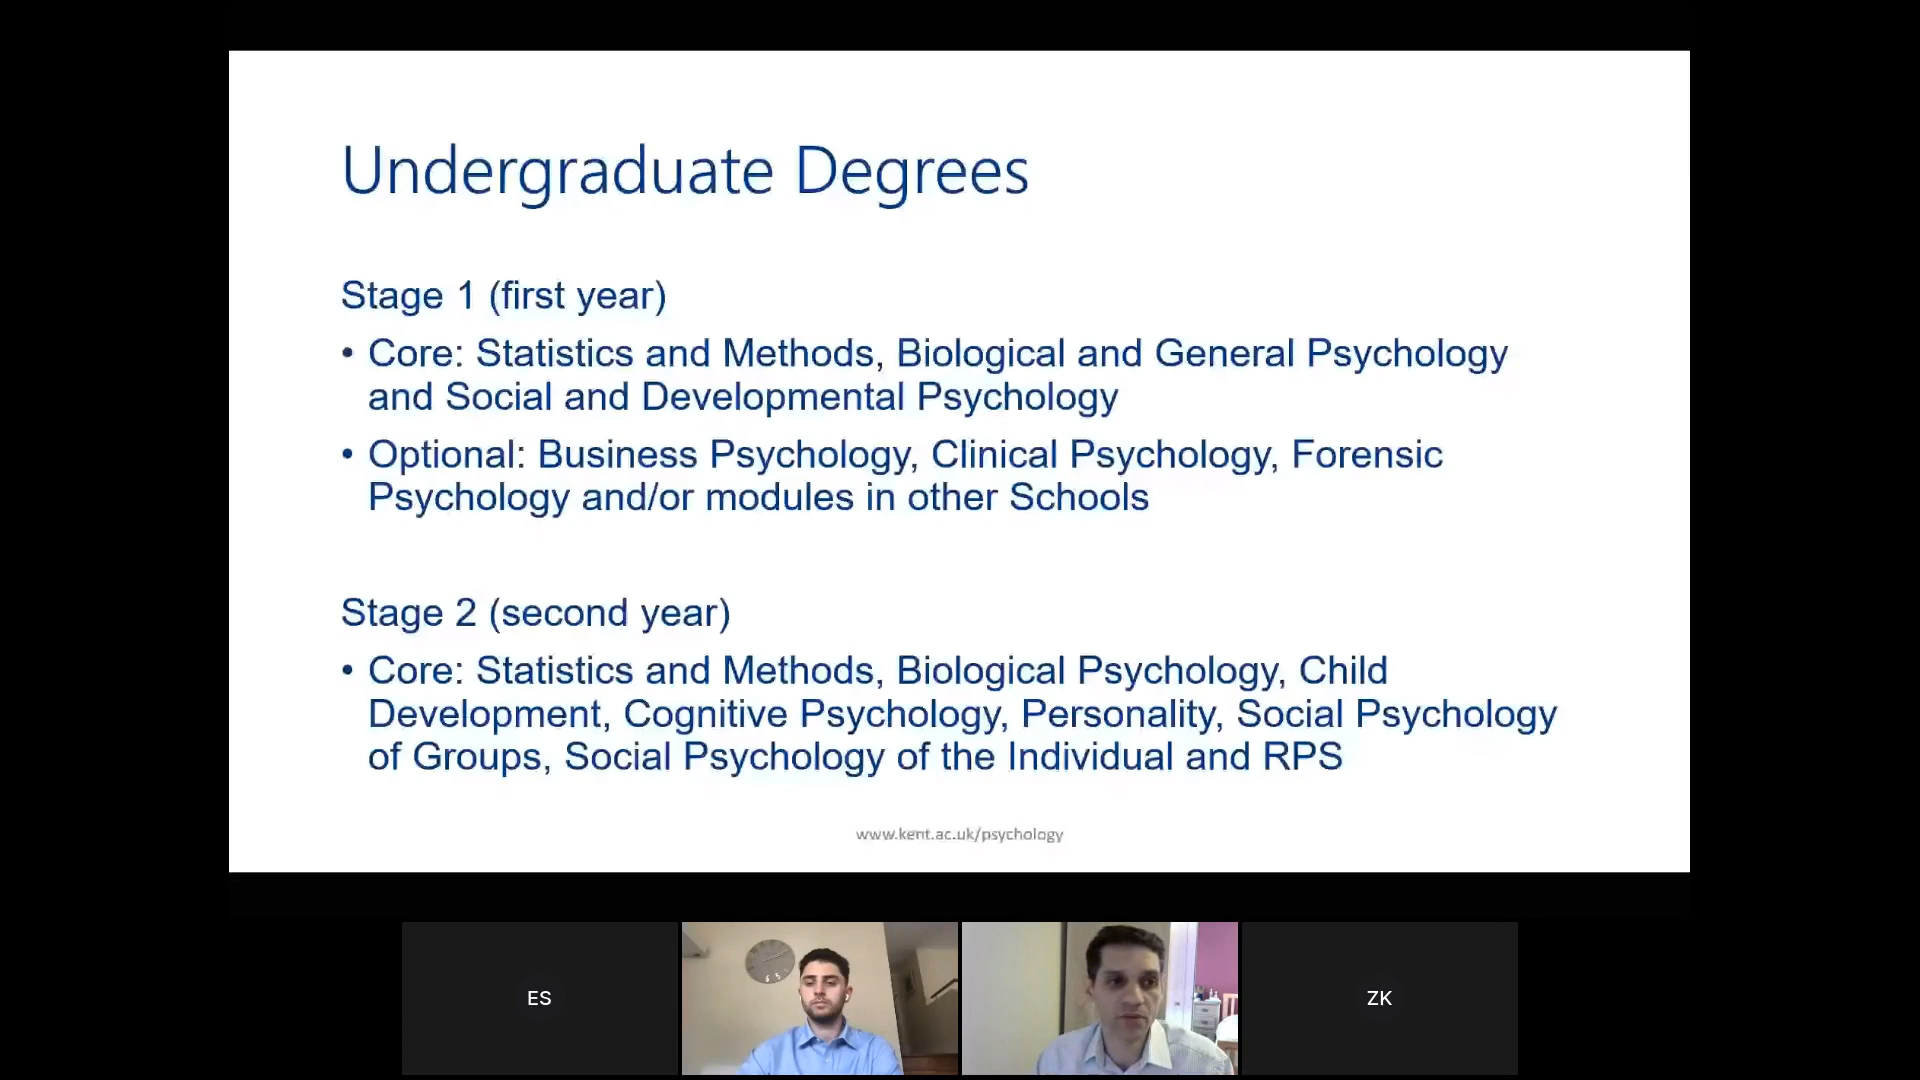 Undergraduate Degrees
Stage 1 (first year)
• Core: Statistics and Methods, Biological and General Psychology
and Social and Developmental Psychology
• Optional: Business Psychology, Clinical Psychology, Forensic
Psychology and/or modules in other Schools
Stage 2 (second year)
• Core: Statistics and Methods, Biological Psychology, Child
Development, Cognitive Psychology, Personality, Social Psychology
of Groups, Social Psychology of the Individual and RPS
www.kent.ac.uk/psychology
ES
ZK